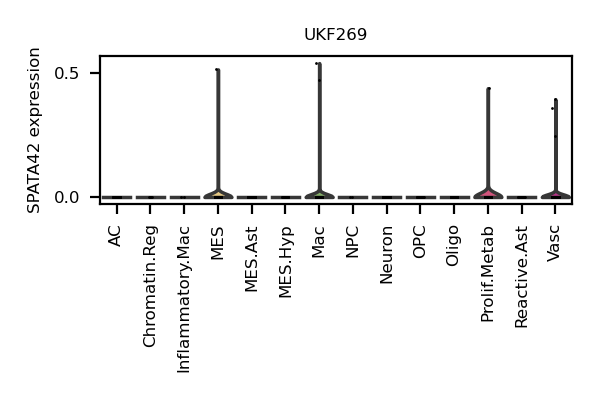 UKF269
SPATA42 expression
0.5
0.0
AC
Chromatin.Reg
Inflammatory.Mac
MES
MES.Ast
MES.Hyp
Mac
NPC
Neuron
OPC
Oligo
Prolif.Metab
Reactive.Ast
Vasc